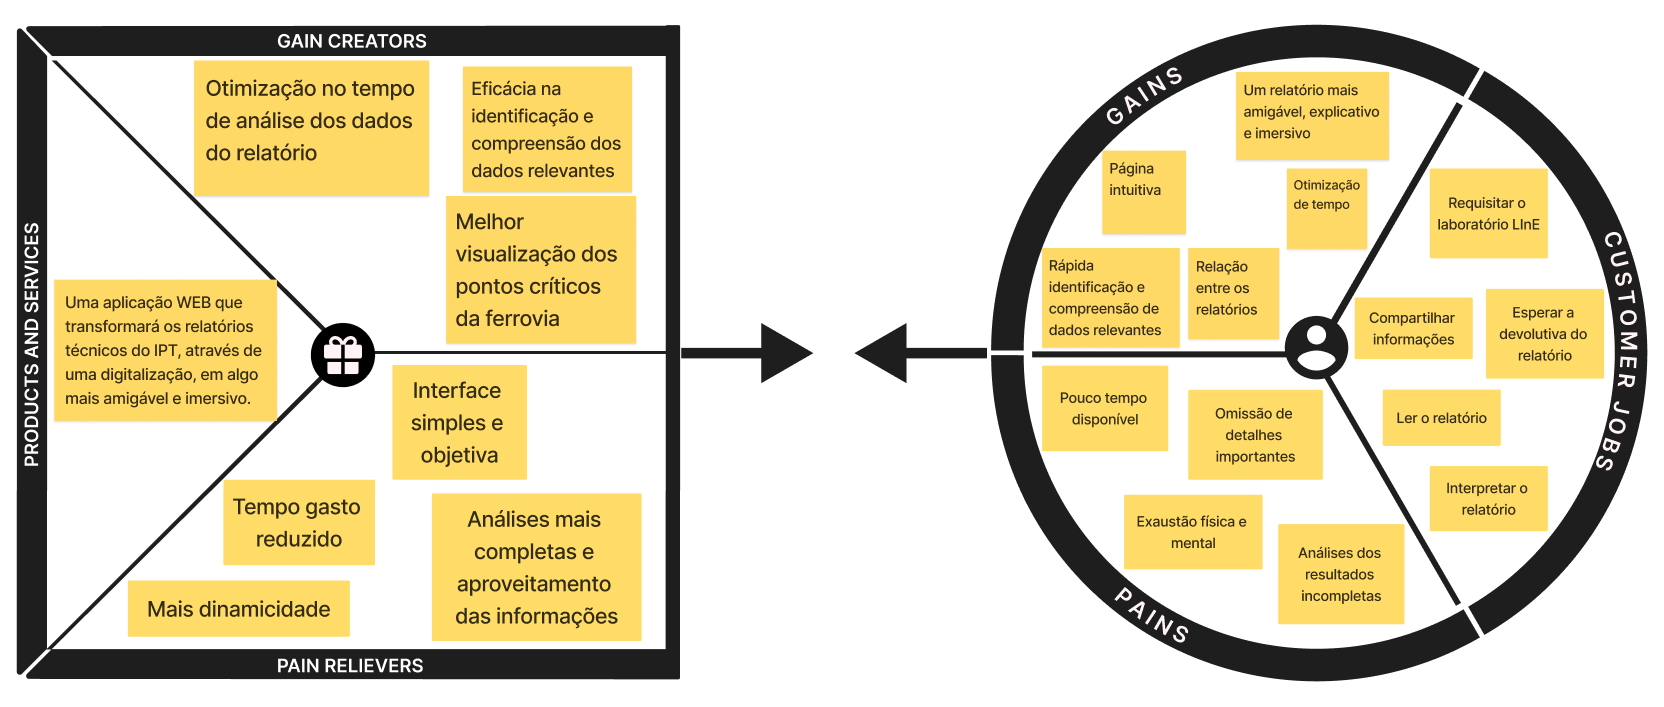 GAIN CREATORS
Otimização no tempo
de análise dos dados
do relatório
Eficácia na
identificação e
compreensão dos
dados relevantes
Melhor
visualização dos
pontos críticos
da ferrovia
PRODUCTS AND SERVICES
Uma aplicação WEB que
transformará os relatórios
técnicos do IPT, através de
uma digitalização, em algo
mais amigável e imersivo.
Interface
simples e
objetiva
Tempo gasto
reduzido
Análises mais
completas e
aproveitamento
das informações
Mais dinamicidade
PAIN RELIEVERS
GAINS
Um relatório mais
amigável, explicativo
e imersivo
Página
intuitiva
Otimização
de tempo
Rápida
identificação e
compreensão de
dados relevantes
Relação
entre os
relatórios
CUSTOMER JOBS
Requisitar o
laboratório LInE
Compartilhar
informações
Esperar a
devolutiva do
relatório
Ler o relatório
Interpretar o
relatório
Pouco tempo
disponível
Omissão de
detalhes
importantes
Exaustão física e
mental
Análises dos
resultados
incompletas
PAINS